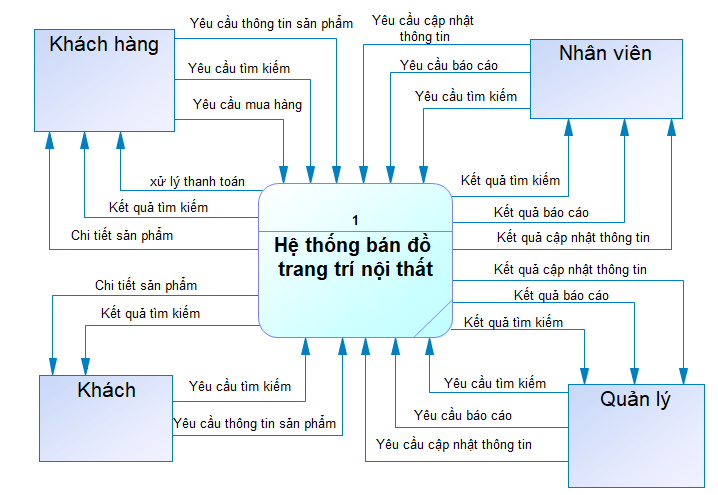 Yêu cầu thông tin sản phẩm
Yêu cầu cập nhật
thông tin
Khách hàng
Nhân viên
Yêu cầu tìm kiếm
Yêu cầu báo cáo
Yêu cầu mua hàng
Yêu cầu tìm kiếm
xử lý thanh toán
Kết quả tìm kiếm
Kết quả tìm kiếm
Kết quả báo cáo
Chi tiết sản phẩm
Kết quả cập nhật thông tin
1
Hệ thống bán đồ
trang trí nội thất
Kết quả cập nhật thông tin
Chi tiết sản phẩm
Kết quả báo cáo
Kết quả tìm kiếm
Kết quả tìm kiếm
Khách
Yêu cầu tìm kiếm
Yêu cầu tìm kiếm
Quản lý
Yêu cầu thông tin sản phẩm
Yêu cầu báo cáo
Yêu cầu cập nhật thông tin